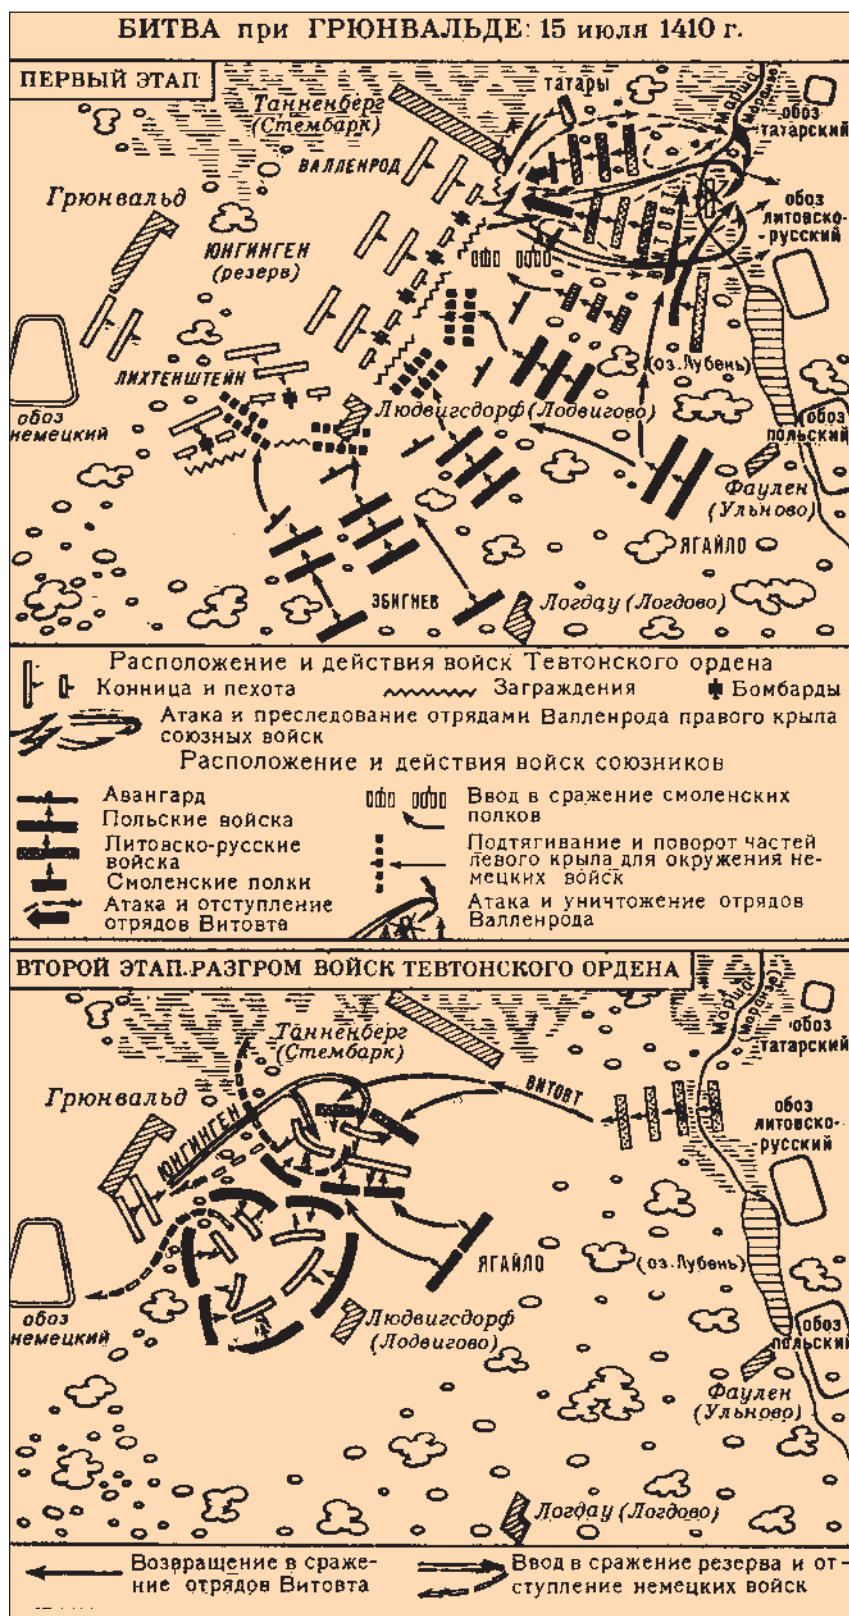 БИТВА при ГРЮНВАЛЬДЕ: 15 июля 1410 г.
ПЕРВЫЙ ЭТАП
татары
Марша
(Моранзе)
обоз
татарский
Танненберг
(Стембарк)
ВАЛЛЕНРОД
Грюнвальд
ЮНГИНГЕН
(резерв)
ВИТОВТ
обоз
литовско-
-русский
ЛИХТЕНШТЕЙН
(оз. Лубень)
обоз
немецкий
Людвигсдорф (Лодвигово)
обоз
польский
Фаулен
(Ульново)
ЯГАЙЛО
ЗБИГНЕВ
Логдау (Логдово)
Расположение и действия войск Тевтонского ордена
Конница и пехота
Заграждения
Бомбарды
Атака и преследование отрядами Валленрода правого крыла
союзных войск
Расположение и действия войск союзников
Авангард
Польские войска
Литовско-русские
войска
Смоленские полки
Атака и отступление
отрядов Витовта
Ввод в сражение смоленских
полков
Подтягивание и поворот частей
левого крыла для окружения не-
мецких войск
Атака и уничтожение отрядов
Валленрода
ВТОРОЙ ЭТАП. РАЗГРОМ ВОЙСК ТЕВТОНСКОГО ОРДЕНА
Марша
(Моранзе)
обоз
татарский
Танненберг
(Стембарк)
ВИТОВТ
Грюнвальд
ЮНГИНГЕН
обоз
литовско-
-русский
ЯГАЙЛО
(оз. Лубень)
обоз
немецкий
Людвигсдорф
(Лодвигово)
обоз
польский
Фаулен
(Ульново)
Логдау (Логдово)
Возвращение в сраже-
ние отрядов Витовта
Ввод в сражение резерва и от-
ступление немецких войск